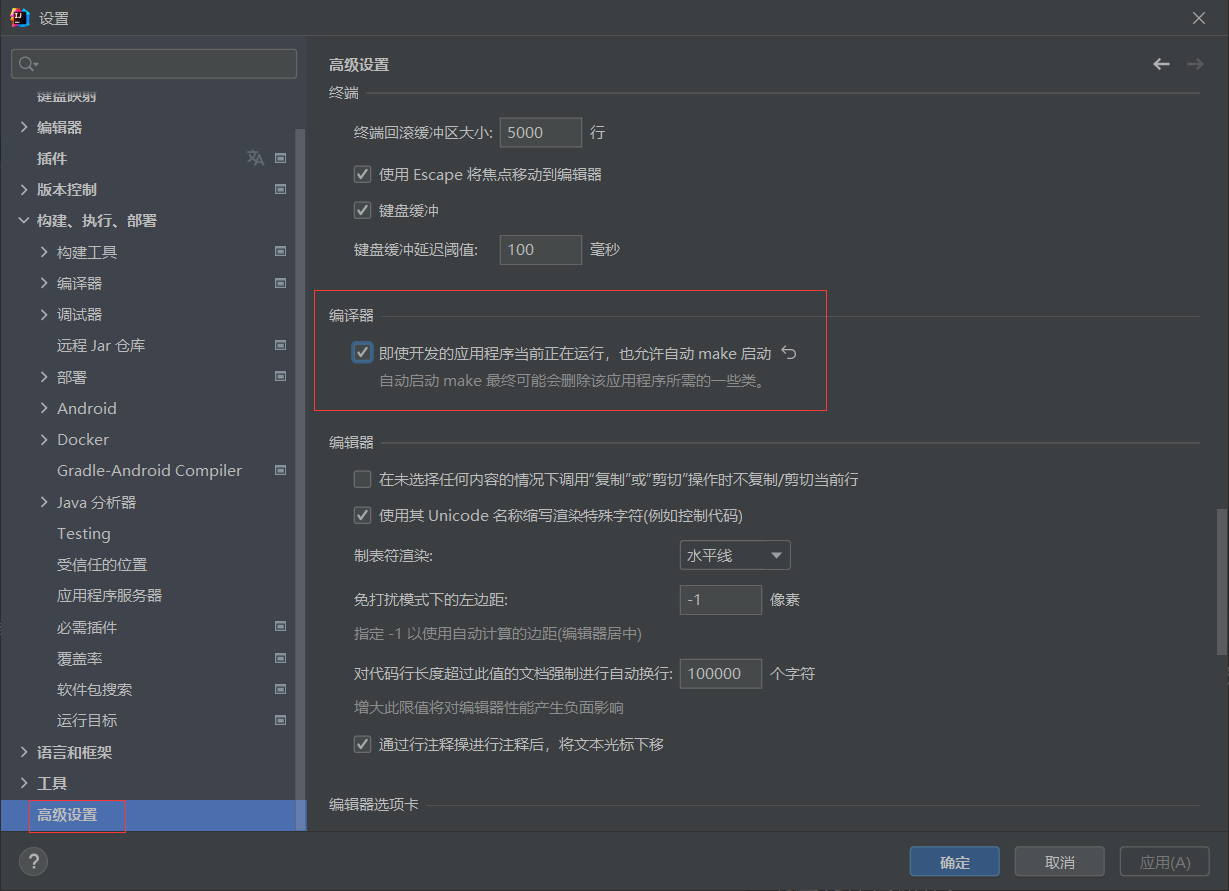 设置
键盘映射
编辑器
插件
版本控制
构建、执行、部署
构建工具
编译器
调试器
远程 Jar 仓库
部署
Android
Docker
Gradle-Android Compiler
Java 分析器
Testing
受信任的位置
应用程序服务器
必需插件
覆盖率
软件包搜索
运行目标
语言和框架
工具
高级设置
高级设置
终端
终端回滚缓冲区大小: 5000 行
使用 Escape 将焦点移动到编辑器
键盘缓冲
键盘缓冲延迟阈值: 100 毫秒
编译器
即使开发的应用程序当前正在运行，也允许自动 make 启动
自动启动 make 最终可能会删除该应用程序所需的一些类。
编辑器
在未选择任何内容的情况下调用“复制”或“剪切”操作时不复制/剪切当前行
使用其 Unicode 名称缩写渲染特殊字符(例如控制代码)
制表符渲染: 水平线
免打扰模式下的左边距: -1 像素
指定 -1 以使用自动计算的边距(编辑器居中)
对代码行长度超过此值的文档强制进行自动换行: 100000 个字符
增大此限值将对编辑器性能产生负面影响
通过行注释操进行注释后，将文本光标下移
编辑器选项卡
?
确定
取消
应用(A)